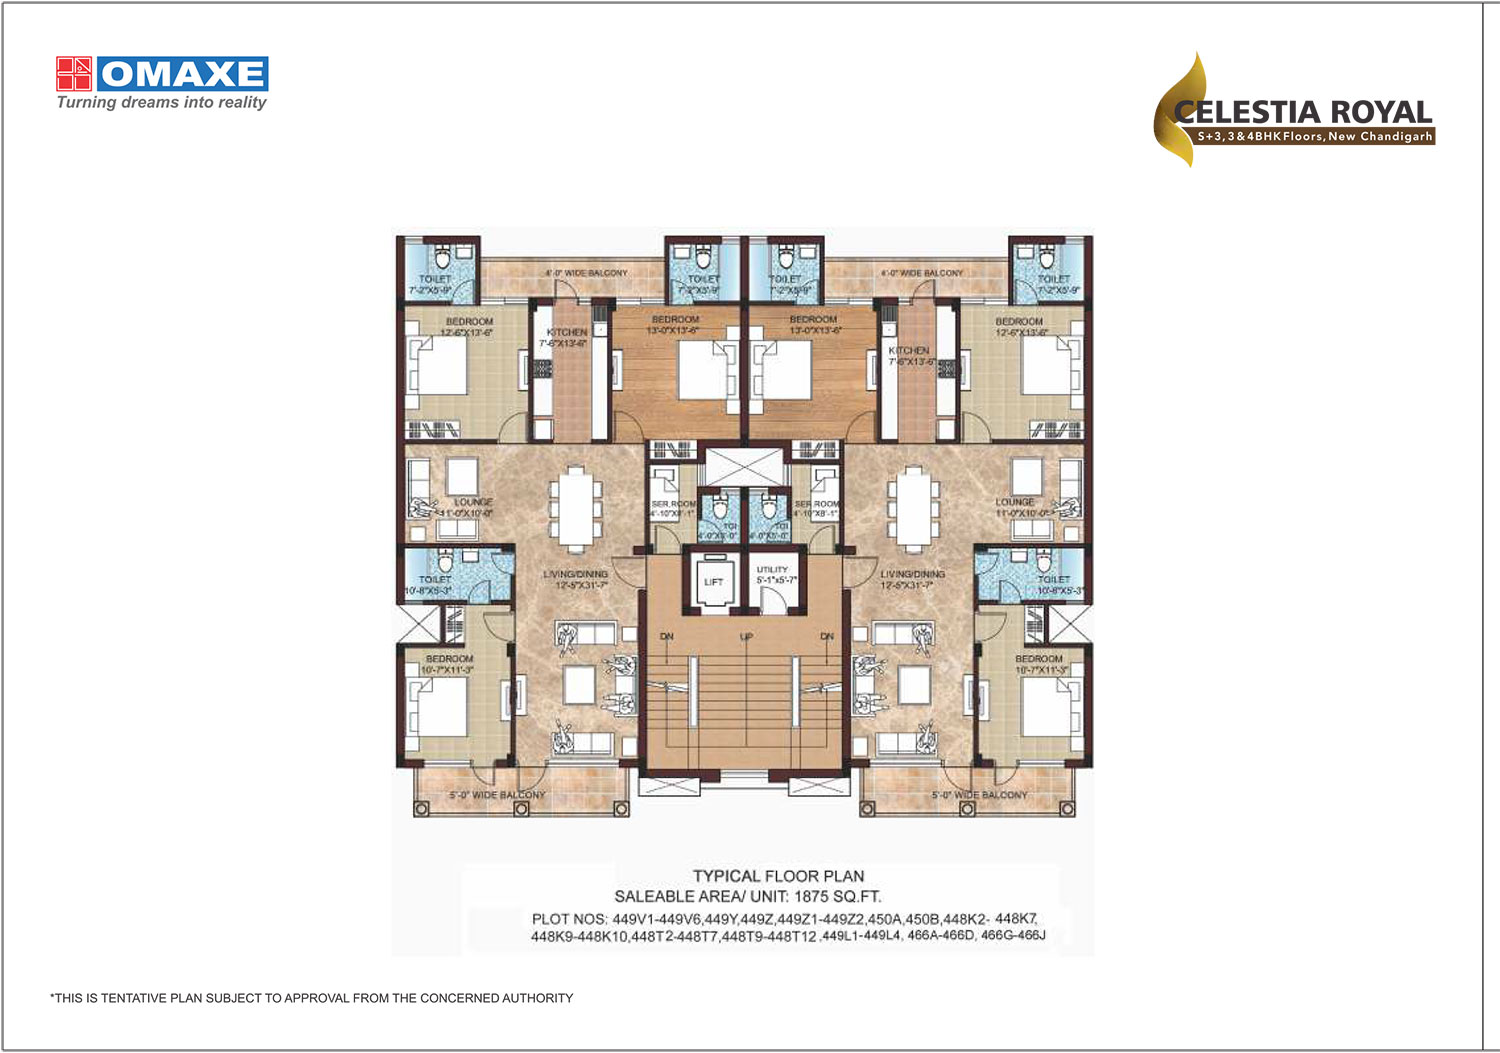 OMAXE
Turning dreams into reality
CELESTIA ROYAL
S+3, 3 & 4BHK Floors, New Chandigarh
TOILET
7'-2"X5'-9"
4'-0" WIDE BALCONY
TOILET
7'-2"X5'-9"
TOILET
7'-2"X5'-9"
4'-0" WIDE BALCONY
TOILET
7'-2"X5'-9"
BEDROOM
12'-6"X13'-6"
KITCHEN
7'-6"X13'-6"
BEDROOM
13'-0"X13'-6"
BEDROOM
13'-0"X13'-6"
KITCHEN
7'-6"X13'-6"
BEDROOM
12'-6"X13'-6"
LOUNGE
11'-0"X10'-0"
SER.ROOM
4'-10"X8'-1"
TOI
4'-0"X5'-0"
TOI
4'-0"X5'-0"
SER.ROOM
4'-10"X8'-1"
LOUNGE
11'-0"X10'-0"
TOILET
10'-8"X5'-3"
LIVING/DINING
12'-5"X31'-7"
LIFT
UTILITY
5'-1"x5'-7"
LIVING/DINING
12'-5"X31'-7"
TOILET
10'-8"X5'-3"
DN
UP
DN
BEDROOM
10'-7"X11'-3"
BEDROOM
10'-7"X11'-3"
5'-0" WIDE BALCONY
5'-0" WIDE BALCONY
TYPICAL FLOOR PLAN
SALEABLE AREA/ UNIT: 1875 SQ.FT.
PLOT NOS: 449V1-449V6,449Y,449Z,449Z1-449Z2,450A,450B,448K2- 448K7,
448K9-448K10,448T2-448T7,448T9-448T12 .449L1-449L4, 466A-466D, 466G-466J
*THIS IS TENTATIVE PLAN SUBJECT TO APPROVAL FROM THE CONCERNED AUTHORITY